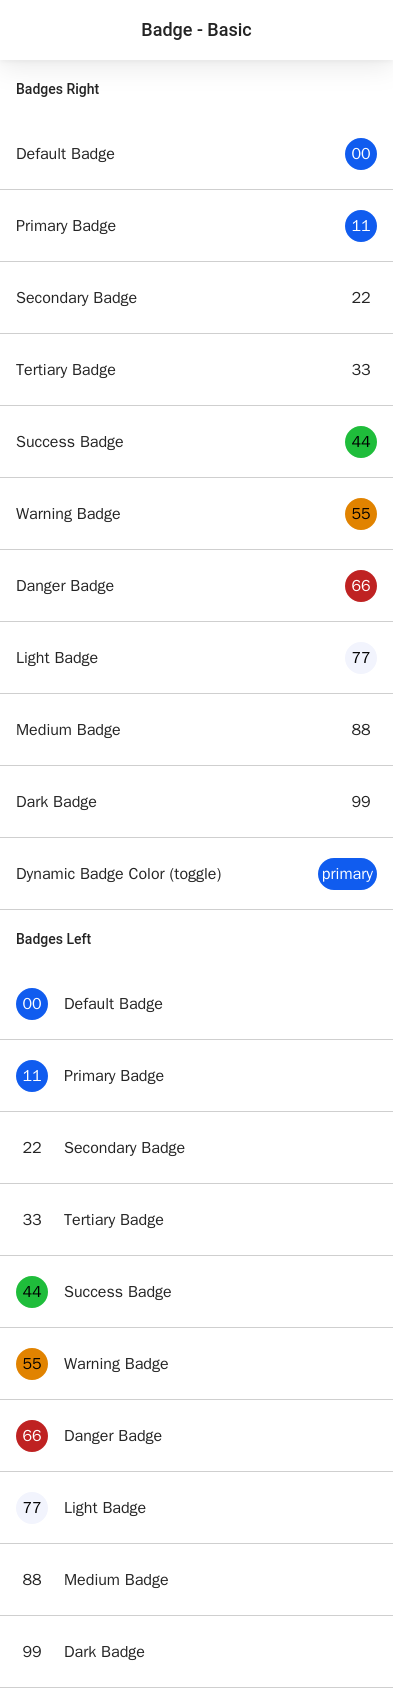 Badge - Basic
Badges Right
Default Badge 00
Primary Badge 11
Secondary Badge 22
Tertiary Badge 33
Success Badge 44
Warning Badge 55
Danger Badge 66
Light Badge 77
Medium Badge 88
Dark Badge 99
Dynamic Badge Color (toggle) primary
Badges Left
00 Default Badge
11 Primary Badge
22 Secondary Badge
33 Tertiary Badge
44 Success Badge
55 Warning Badge
66 Danger Badge
77 Light Badge
88 Medium Badge
99 Dark Badge